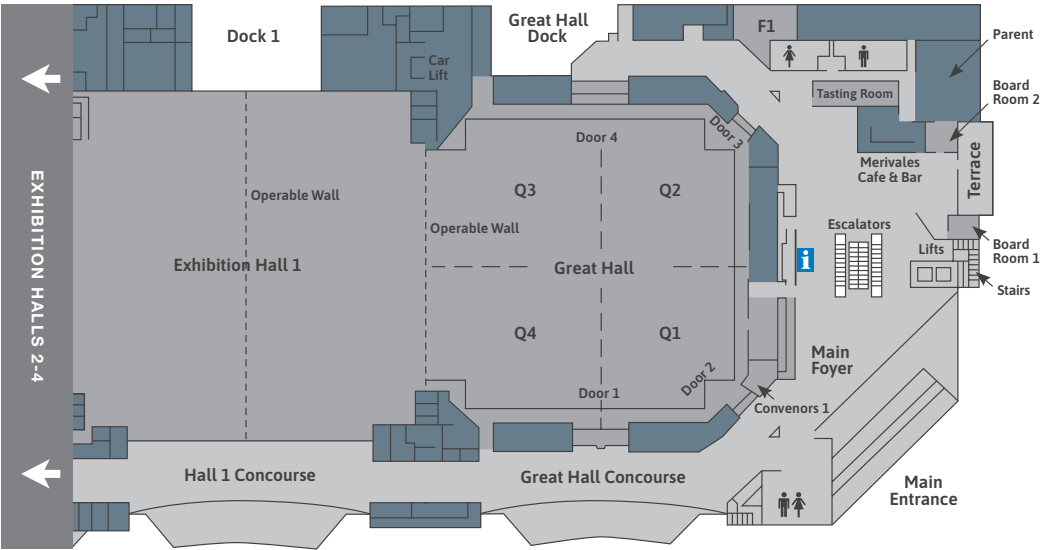 Dock 1
Great Hall
Dock
F1
Car
Lift
Parent
Board
Room 2
Tasting Room
Door 3
Door 4
Merivales
Cafe & Bar
Terrace
EXHIBITION HALLS 2-4
Operable Wall
Q3
Q2
Operable Wall
Escalators
Lifts
Board
Room 1
Stairs
Exhibition Hall 1
Great Hall
i
Q4
Q1
Main
Foyer
Door 2
Door 1
Convenors 1
Hall 1 Concourse
Great Hall Concourse
Main
Entrance